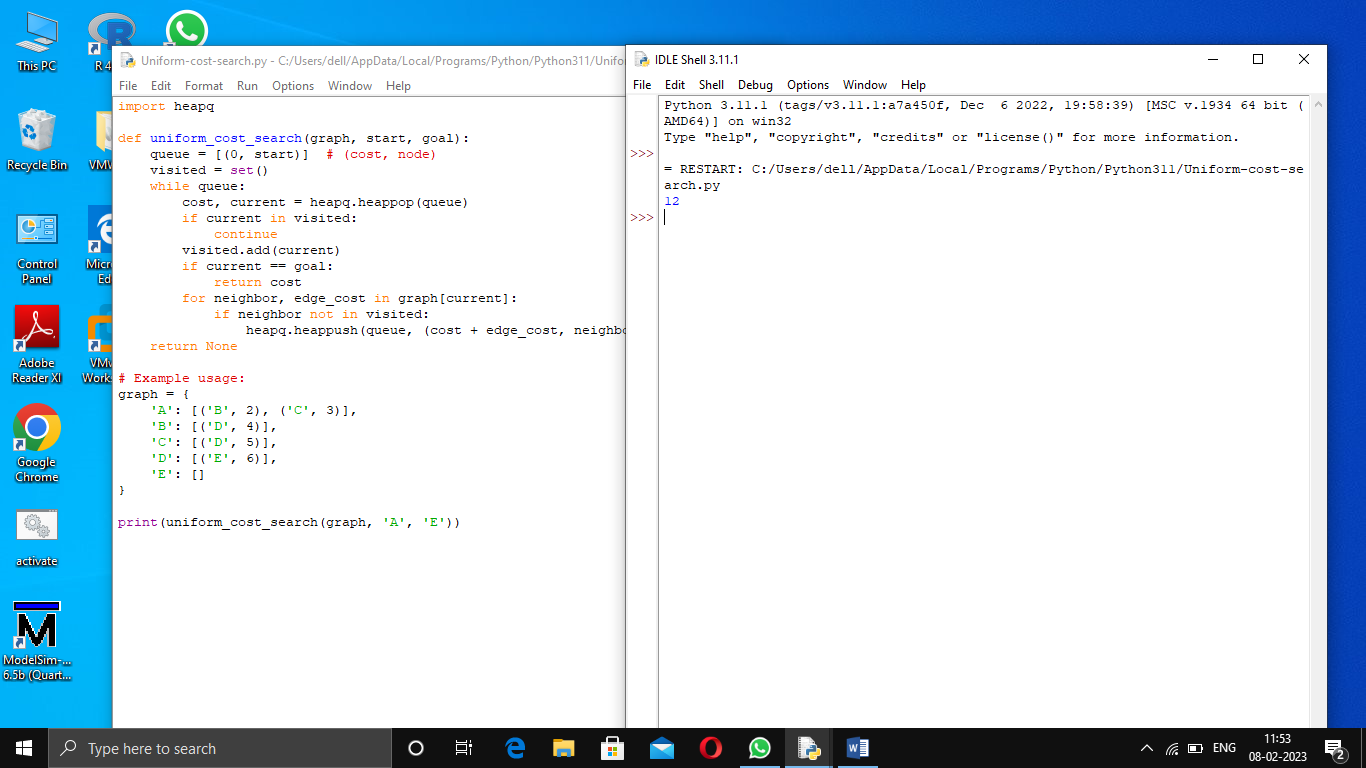 This PC
R 4
Recycle Bin
VMW
Control
Panel
Micr
Ed
Adobe
Reader XI
VMw
Works
Google
Chrome
activate
ModelSim-...
6.5b (Quart...
Uniform-cost-search.py - C:/Users/dell/AppData/Local/Programs/Python/Python311/Unifo
File Edit Format Run Options Window Help
import heapq
def uniform_cost_search(graph, start, goal):
    queue = [(0, start)]  # (cost, node)
    visited = set()
    while queue:
        cost, current = heapq.heappop(queue)
        if current in visited:
            continue
        visited.add(current)
        if current == goal:
            return cost
        for neighbor, edge_cost in graph[current]:
            if neighbor not in visited:
                heapq.heappush(queue, (cost + edge_cost, neighbo
    return None
# Example usage:
graph = {
    'A': [('B', 2), ('C', 3)],
    'B': [('D', 4)],
    'C': [('D', 5)],
    'D': [('E', 6)],
    'E': []
}
print(uniform_cost_search(graph, 'A', 'E'))
IDLE Shell 3.11.1
File Edit Shell Debug Options Window Help
Python 3.11.1 (tags/v3.11.1:a7a450f, Dec  6 2022, 19:58:39) [MSC v.1934 64 bit (
AMD64)] on win32
Type "help", "copyright", "credits" or "license()" for more information.
>>>
= RESTART: C:/Users/dell/AppData/Local/Programs/Python/Python311/Uniform-cost-se
arch.py
12
>>>
Type here to search
ENG
11:53
08-02-2023
2